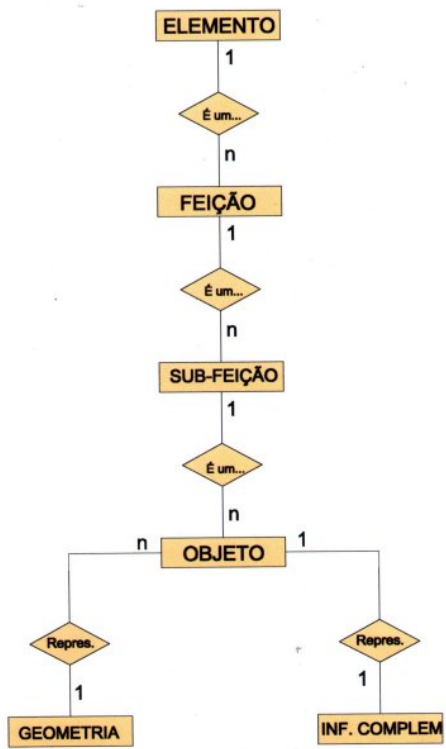 ELEMENTO
1
É um...
n
FEIÇÃO
1
É um...
n
SUB-FEIÇÃO
1
É um...
n
n OBJETO 1
Repres. Repres.
1 1
GEOMETRIA INF. COMPLEM